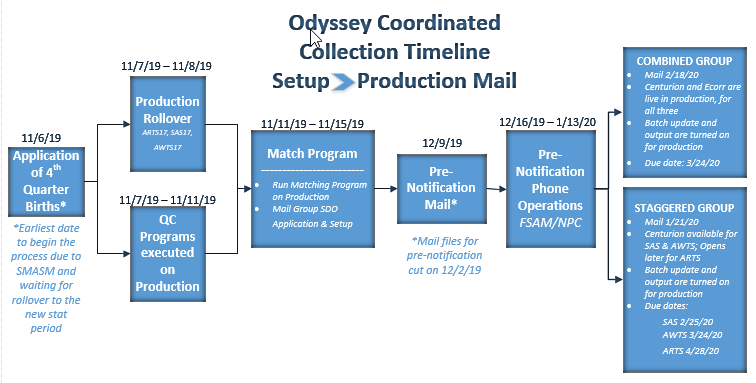 Odyssey Coordinated
Collection Timeline
Setup Production Mail
11/6/19
Application
of 4th
Quarter
Births*
*Earliest date
to begin the
process due to
SMASM and
waiting for
rollover to the
new stat
period
11/7/19 – 11/8/19
Production
Rollover
ARTS17, SAS17,
AWTS17
11/7/19 – 11/11/19
QC
Programs
executed
on
Production
11/11/19 – 11/15/19
Match Program
------------------------
• Run Matching Program
on Production
• Mail Group SDO
Application & Setup
12/9/19
Pre-
Notification
Mail*
*Mail files for
pre-notification
cut on 12/2/19
12/16/19 - 1/13/20
Pre-
Notification
Phone
Operations
FSAM/NPC
COMBINED GROUP
• Mail 2/18/20
• Centurion and Ecorr are
live in production, for
all three
• Batch update and
output are turned on
for production
• Due date: 3/24/20
STAGGERED GROUP
• Mail 1/21/20
• Centurion available for
SAS & AWTS; Opens
later for ARTS
• Batch update and
output are turned on
for production
• Due dates:
SAS 2/25/20
AWTS 3/24/20
ARTS 4/28/20